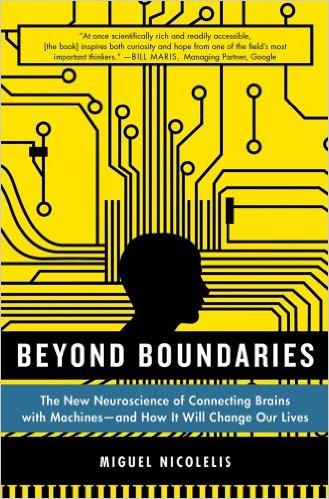 "At once scientifically rich and readily accessible,
[the book] inspires both curiosity and hope from one of the field's most
important thinkers." —BILL MARIS, Managing Partner, Google
BEYOND BOUNDARIES
The New Neuroscience of Connecting Brains
with Machines—and How It Will Change Our Lives
MIGUEL NICOLELIS